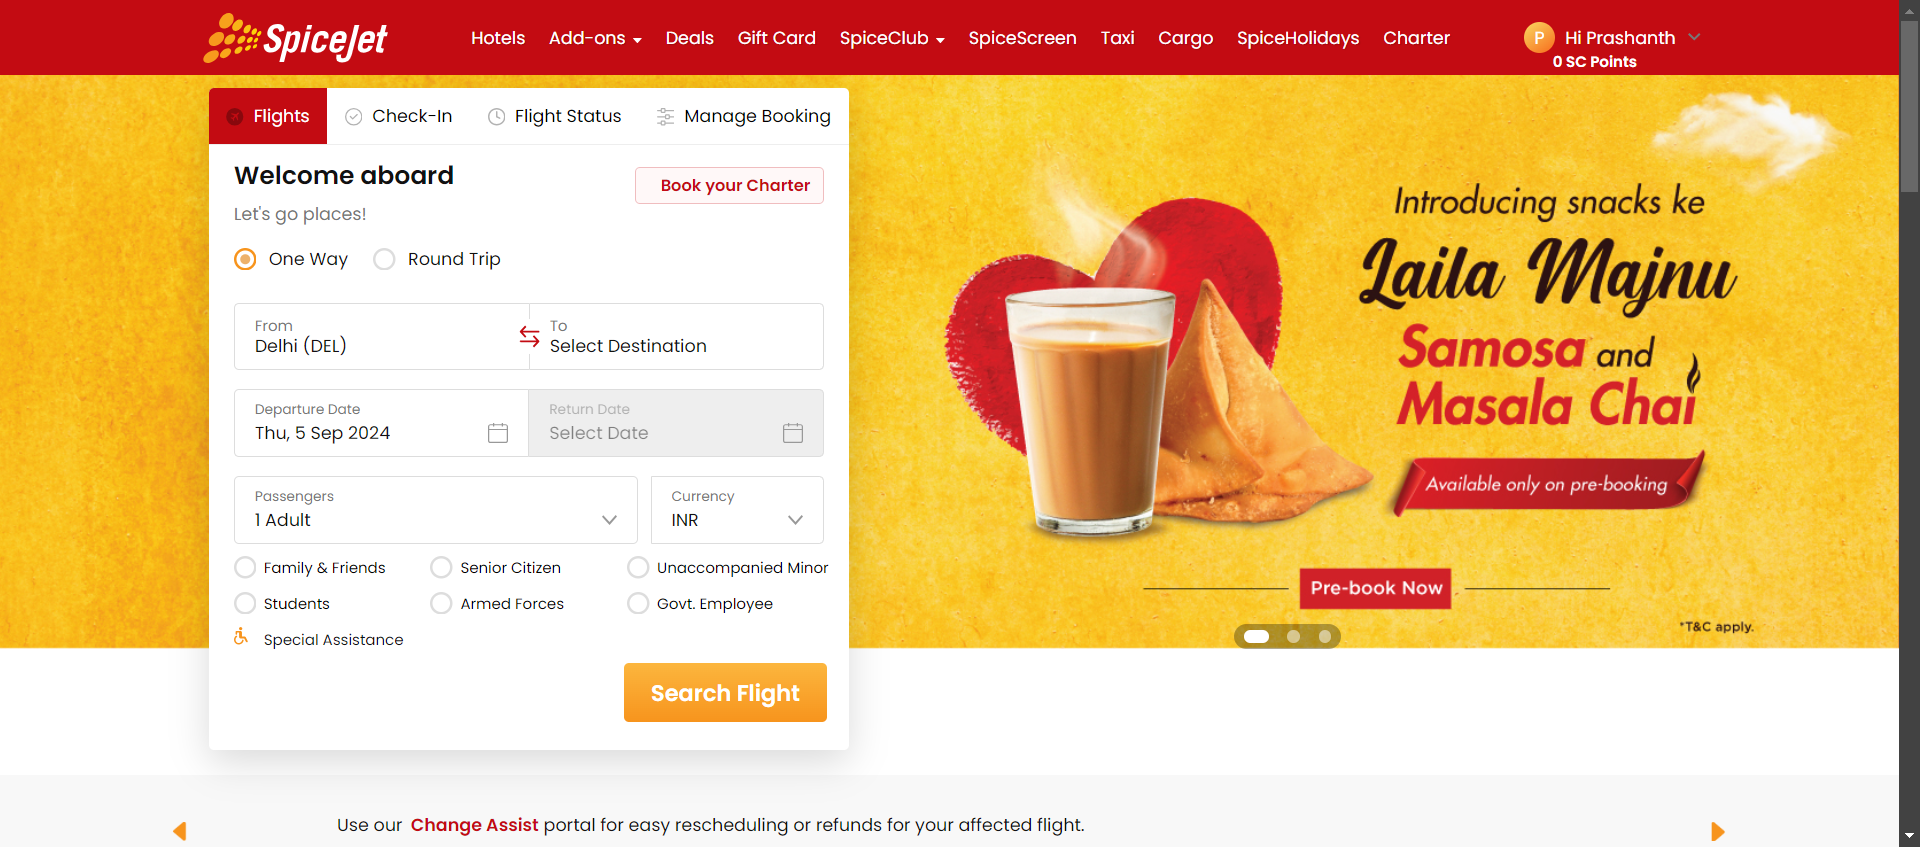 SpiceJet
Hotels Add-ons Deals Gift Card SpiceClub SpiceScreen Taxi Cargo SpiceHolidays Charter
P Hi Prashanth
0 SC Points
Flights Check-In Flight Status Manage Booking
Welcome aboard
Book your Charter
Let's go places!
One Way Round Trip
From
Delhi (DEL)
To
Select Destination
Departure Date
Thu, 5 Sep 2024
Return Date
Select Date
Passengers
1 Adult
Currency
INR
Family & Friends Senior Citizen Unaccompanied Minor
Students Armed Forces Govt. Employee
Special Assistance
Search Flight
Introducing snacks ke
Laila Majnu
Samosa and
Masala Chai
Available only on pre-booking
Pre-book Now
*T&C apply.
Use our Change Assist portal for easy rescheduling or refunds for your affected flight.